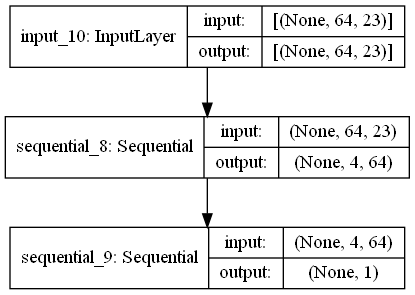 input_10: InputLayer
input: [(None, 64, 23)]
output: [(None, 64, 23)]
sequential_8: Sequential
input: (None, 64, 23)
output: (None, 4, 64)
sequential_9: Sequential
input: (None, 4, 64)
output: (None, 1)